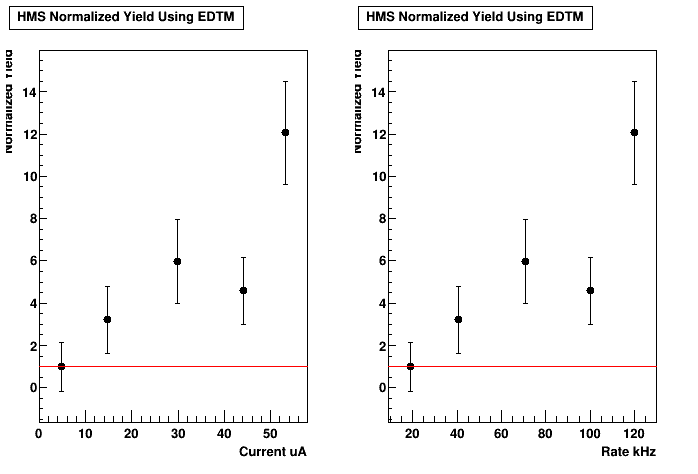 HMS Normalized Yield Using EDTM
Normalized Yield
14
12
10
8
6
4
2
0
0 10 20 30 40 50
Current uA
HMS Normalized Yield Using EDTM
Normalized Yield
14
12
10
8
6
4
2
0
20 40 60 80 100 120
Rate kHz